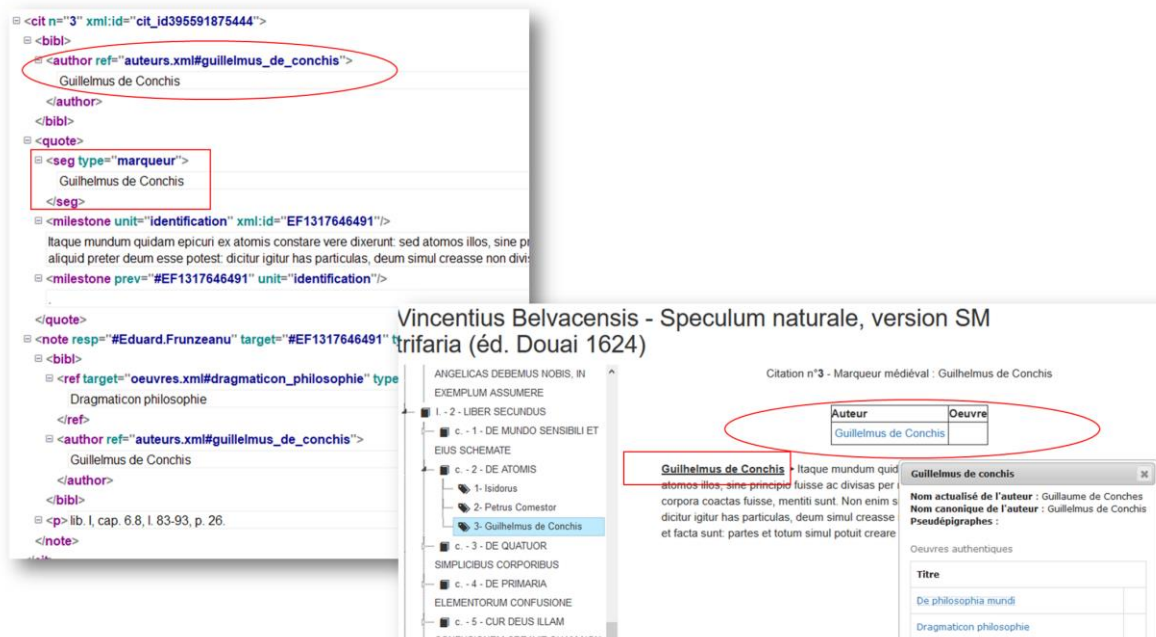 <cit n="3" xml:id="cit_id395591875444">
<bibl>
<author ref="auteurs.xml#guillelmus_de_conchis">
Guillelmus de Conchis
</author>
</bibl>
<quote>
<seg type="marqueur">
Guilhelmus de Conchis
</seg>
<milestone unit="identification" xml:id="EF1317646491"/>
Itaque mundum quidam epicuri ex atomis constare vere dixerunt: sed atomos illos, sine
aliquid preter deum esse potest: dicitur igitur has particulas, deum simul creasse non
<milestone prev="#EF1317646491" unit="identification"/>
.
</quote>
<note resp="#Eduard.Frunzeanu" target="#EF1317646491"
<bibl>
<ref target="oeuvres.xml#dragmaticon_philosophie" type
Dragmaticon philosophie
</ref>
<author ref="auteurs.xml#guillelmus_de_conchis">
Guillelmus de Conchis
</author>
</bibl>
<p> lib. I, cap. 6.8, l. 83-93, p. 26.
</note>
Vincentius Belvacensis - Speculum naturale, version SM
trifaria (éd. Douai 1624)
ANGELICAS DEBEMUS NOBIS, IN
EXEMPLUM ASSUMERE
l. - 2 - LIBER SECUNDUS
c. - 1 - DE MUNDO SENSIBILI ET
EIUS SCHEMATE
c. - 2 - DE ATOMIS
1- Isidorus
2- Petrus Comestor
3- Guilhelmus de Conchis
c. - 3 - DE QUATUOR
SIMPLICIBUS CORPORIBUS
c. - 4 - DE PRIMARIA
ELEMENTORUM CONFUSIONE
c. - 5 - CUR DEUS ILLAM
Citation n°3 - Marqueur médiéval : Guilhelmus de Conchis
Auteur Oeuvre
Guillelmus de Conchis
Guilhelmus de Conchis • Itaque mundum quid
atomos illos, sine principio fuisse ac divisas per
corpora coactas fuisse, mentiti sunt. Non enim s
dicitur igitur has particulas, deum simul creasse
et facta sunt: partes et totum simul potuit creare
Guillelmus de conchis
Nom actualisé de l'auteur : Guillaume de Conches
Nom canonique de l'auteur : Guillelmus de Conchis
Pseudépigraphes :
Oeuvres authentiques
Titre
De philosophia mundi
Dragmaticon philosophie